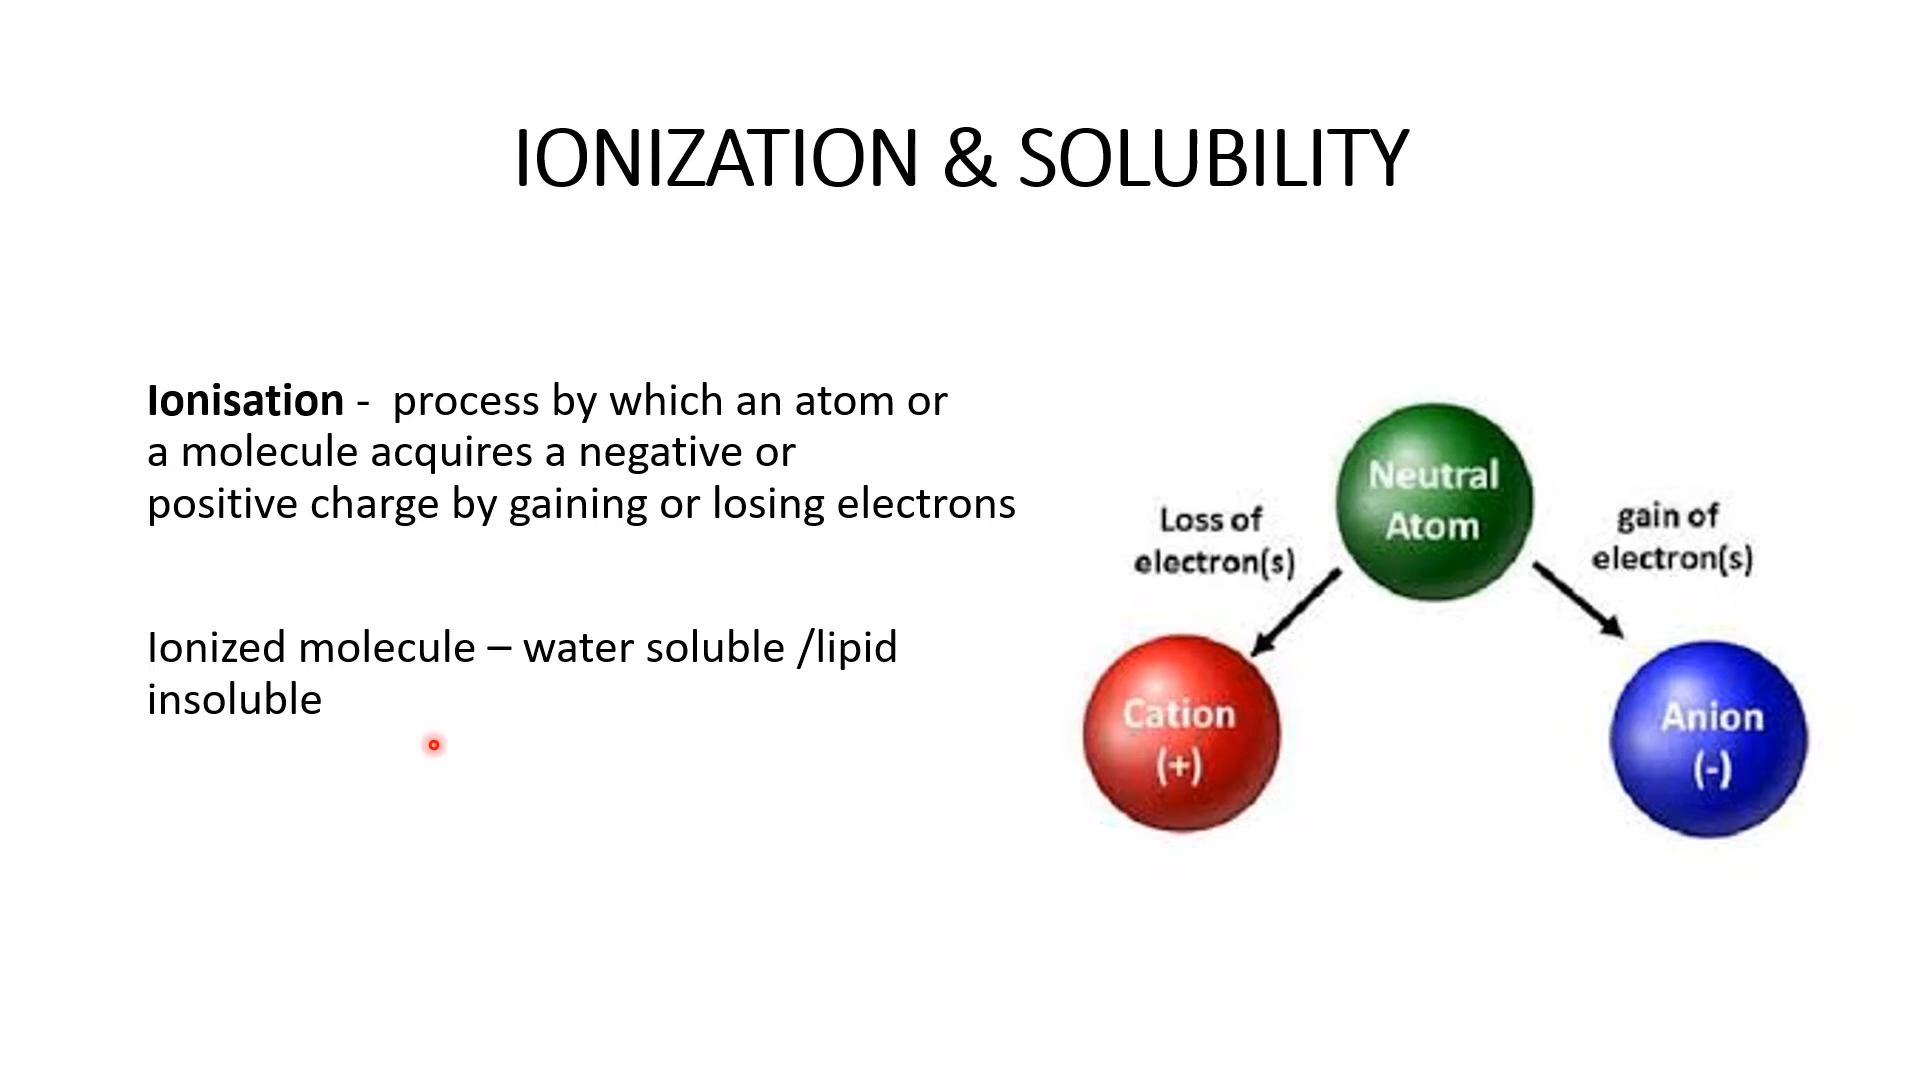 IONIZATION & SOLUBILITY
Ionisation - process by which an atom or
a molecule acquires a negative or
positive charge by gaining or losing electrons
Ionized molecule – water soluble /lipid
insoluble
Neutral
Atom
Loss of
electron(s)
gain of
electron(s)
Cation
(+)
Anion
(-)